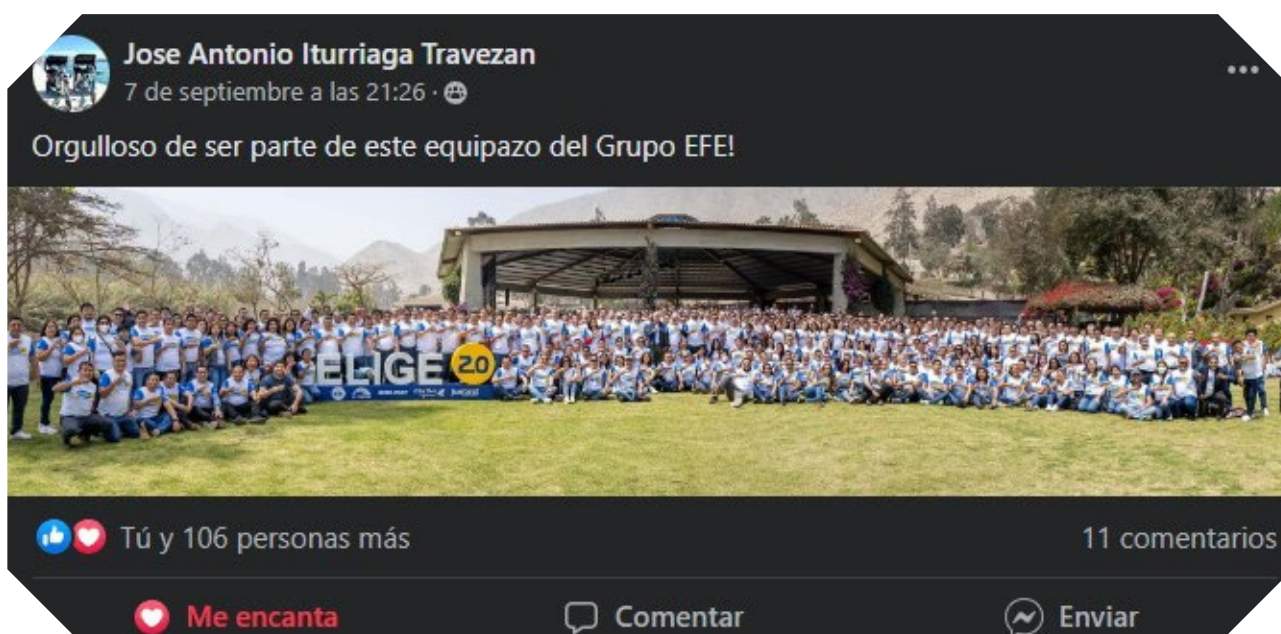 Jose Antonio Iturriaga Travezan
7 de septiembre a las 21:26 ·
Orgulloso de ser parte de este equipazo del Grupo EFE!
ELIGE 2.0
Tú y 106 personas más
11 comentarios
Me encanta
Comentar
Enviar